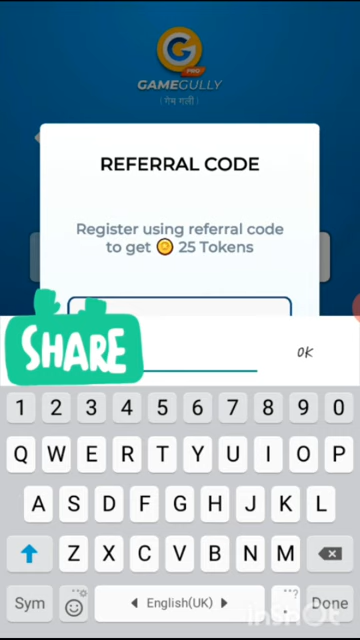 G
PRO
GAMEGULLY
(गेम गली)
REFERRAL CODE
Register using referral code
to get 25 Tokens
SHARE
OK
1 2 3 4 5 6 7 8 9 0
Q W E R T Y U I O P
A S D F G H J K L
Z X C V B N M
Sym English(UK) . ? Done
InShOt